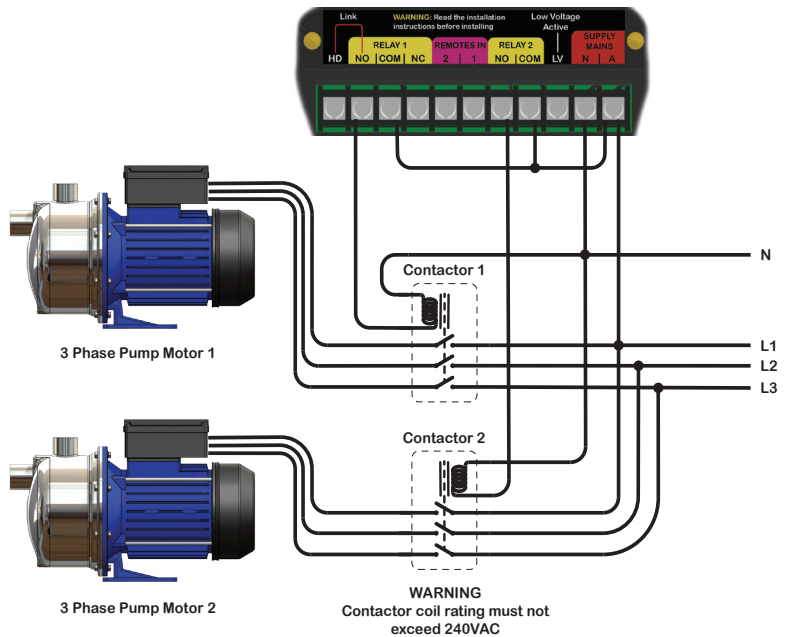 Link
WARNING: Read the installation
instructions before installing
Low Voltage
Active
SUPPLY
MAINS
RELAY 1
REMOTES IN
RELAY 2
HD
NO | COM | NC
2 | 1
NO | COM
LV
N | A
N
Contactor 1
L1
L2
L3
3 Phase Pump Motor 1
Contactor 2
3 Phase Pump Motor 2
WARNING
Contactor coil rating must not
exceed 240VAC